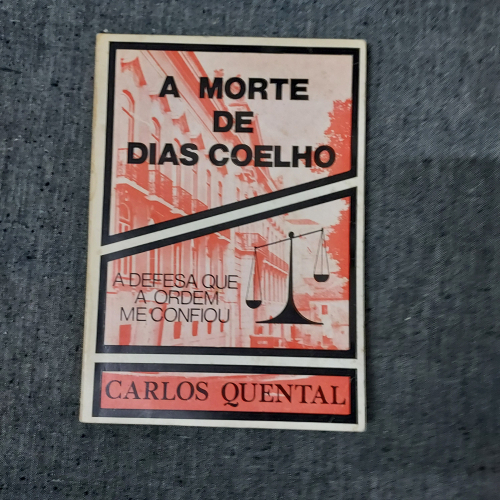 A MORTE
DE
DIAS COELHO
A DEFESA QUE
A ORDEM
ME CONFIOU
CARLOS QUENTAL